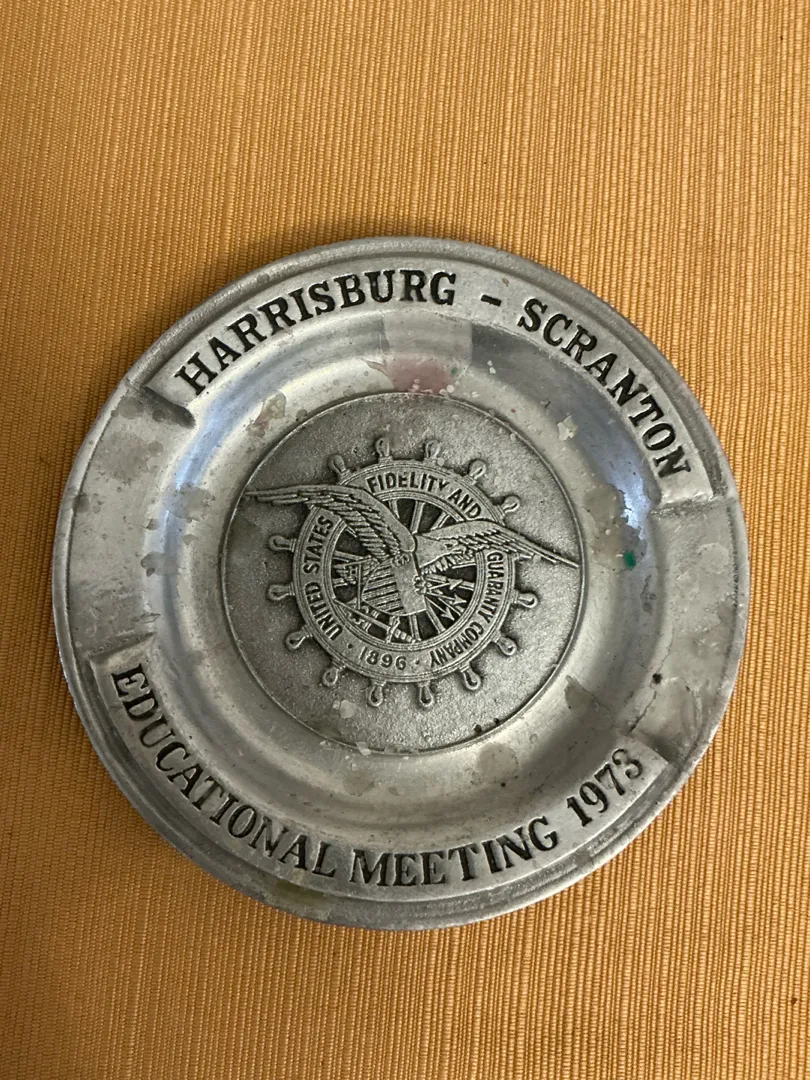 HARRISBURG - SCRANTON
UNITED STATES FIDELITY AND GUARANTY COMPANY
· 1896 ·
EDUCATIONAL MEETING 1973